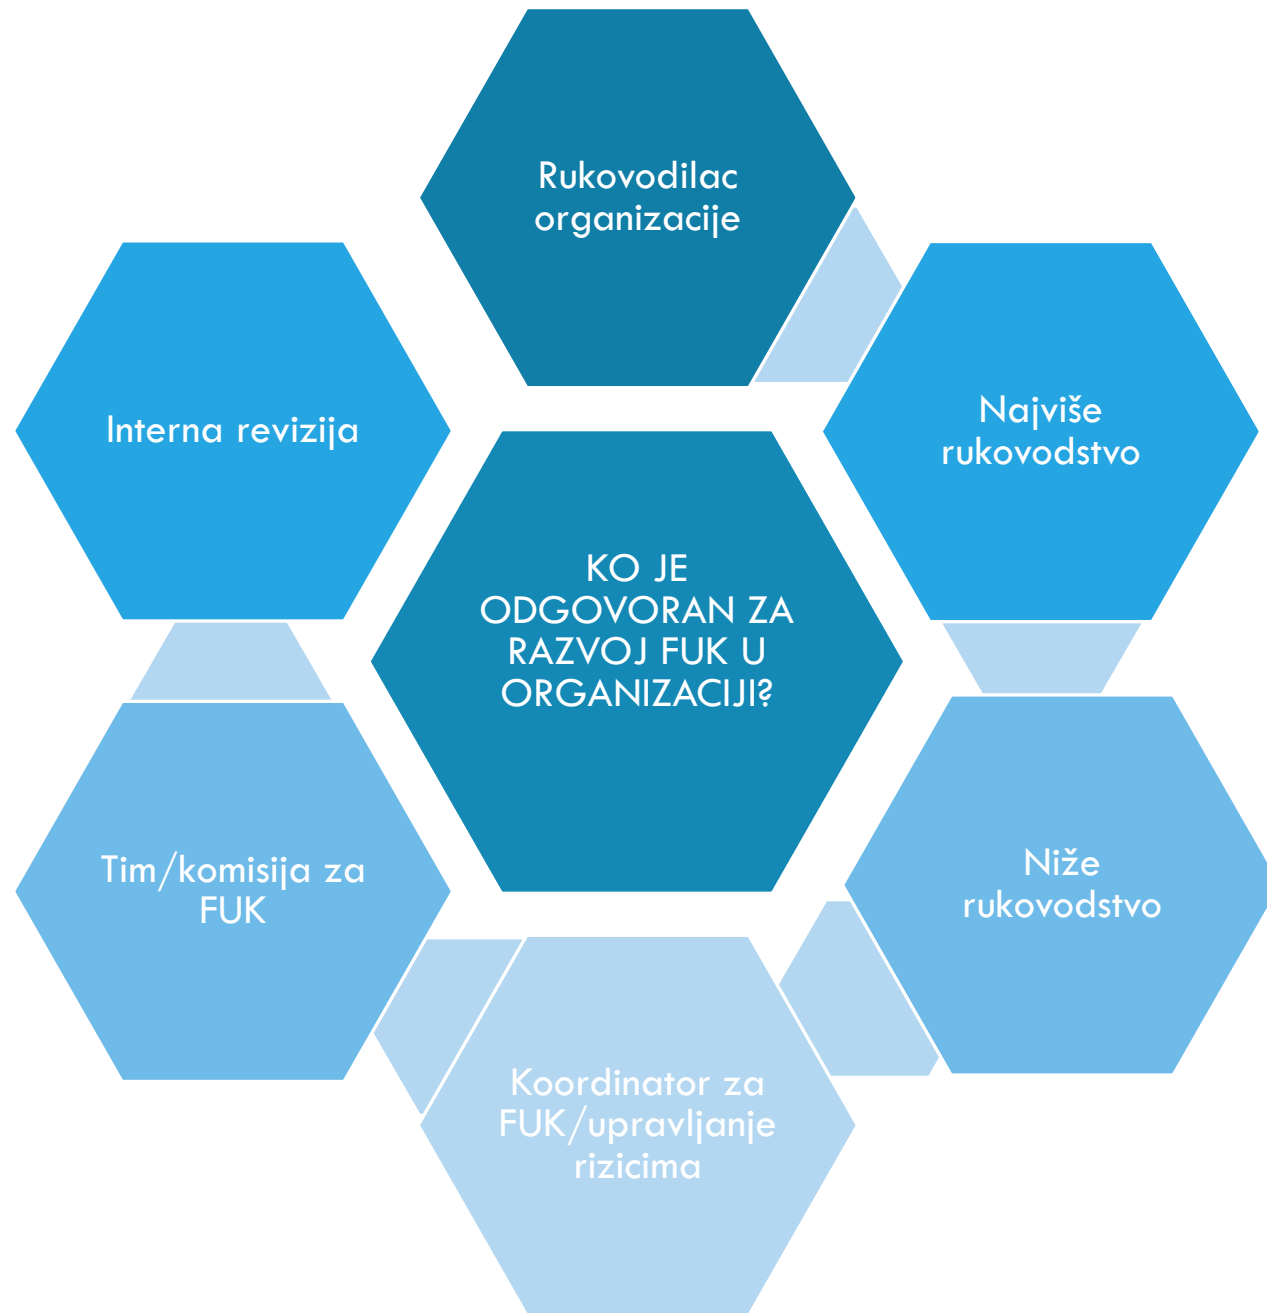 Rukovodilac
organizacije
Interna revizija
Najviše
rukovodstvo
KO JE
ODGOVORAN ZA
RAZVOJ FUK U
ORGANIZACIJI?
Tim/komisija za
FUK
Niže
rukovodstvo
Koordinator za
FUK/upravljanje
rizicima